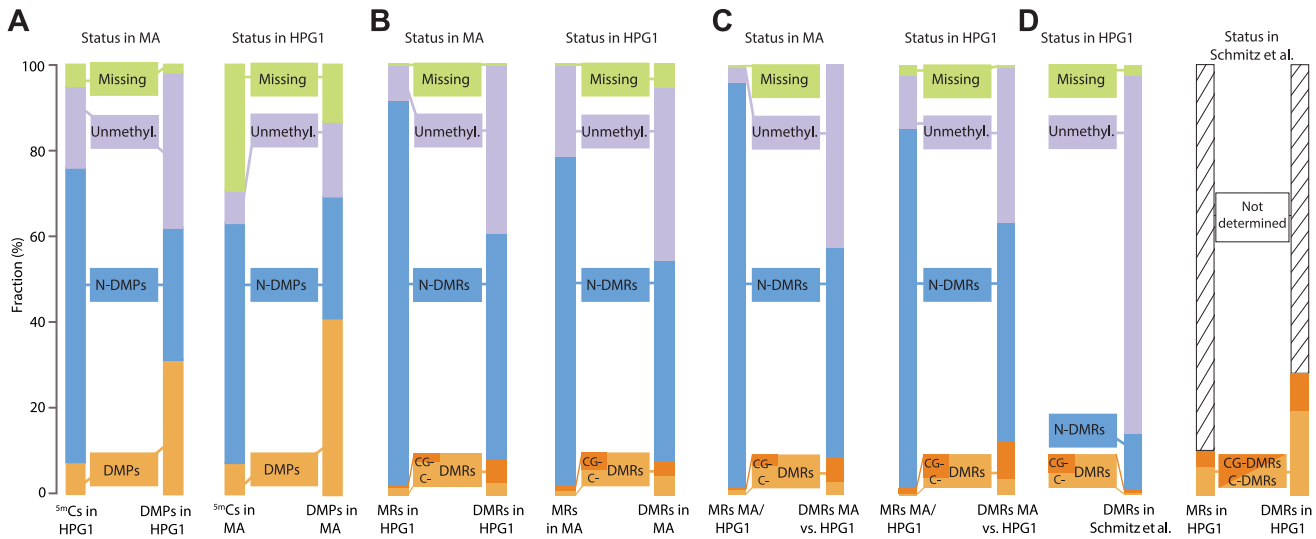 A
B
C
D
Status in MA
Status in HPG1
Status in MA
Status in HPG1
Status in MA
Status in HPG1
Status in HPG1
Status in
Schmitz et al.
Fraction (%)
100
80
60
40
20
0
Missing
Missing
Missing
Missing
Missing
Missing
Missing
Unmethyl.
Unmethyl.
Unmethyl.
Unmethyl.
Unmethyl.
Unmethyl.
Unmethyl.
Not
determined
N-DMPs
N-DMPs
N-DMRs
N-DMRs
N-DMRs
N-DMRs
N-DMRs
DMPs
DMPs
CG-
C-
DMRs
CG-
C-
DMRs
CG-
C-
DMRs
CG-
C-
DMRs
CG-
C-
DMRs
CG-DMRs
C-DMRs
⁵ᵐCs in
HPG1
DMPs in
HPG1
⁵ᵐCs in
MA
DMPs in
MA
MRs in
HPG1
DMRs in
HPG1
MRs
in MA
DMRs in
MA
MRs MA/
HPG1
DMRs MA
vs. HPG1
MRs MA/
HPG1
DMRs MA
vs. HPG1
DMRs in
Schmitz et al.
MRs in
HPG1
DMRs in
HPG1